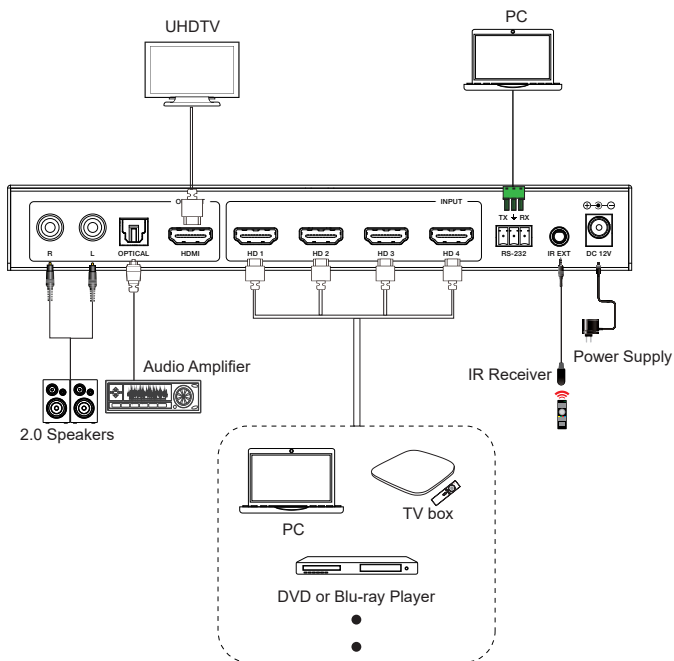 UHDTV
PC
INPUT
TX RX
R
L
OPTICAL
HDMI
HD 1
HD 2
HD 3
HD 4
RS-232
IR EXT
DC 12V
Audio Amplifier
2.0 Speakers
IR Receiver
Power Supply
PC
TV box
DVD or Blu-ray Player